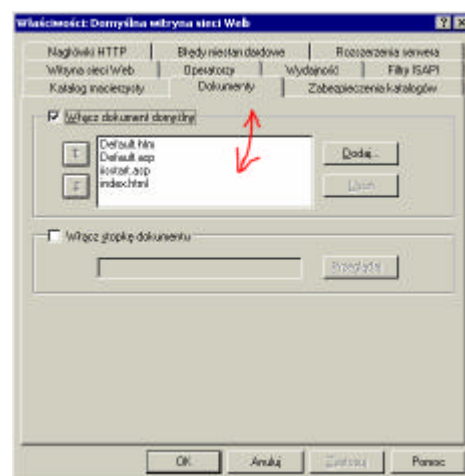 Właściwości: Domyślna witryna sieci Web
Nagłówki HTTP
Błędy niestandardowe
Rozszerzenia serwera
Witryna sieci Web
Operatorzy
Wydajność
Filtry ISAPI
Katalog macierzysty
Dokumenty
Zabezpieczenia katalogów
Włącz dokument domyślny
Default.htm
Default.asp
iisstart.asp
index.html
Dodaj...
Usuń
Włącz stopkę dokumentu
Przeglądaj...
OK
Anuluj
Zastosuj
Pomoc